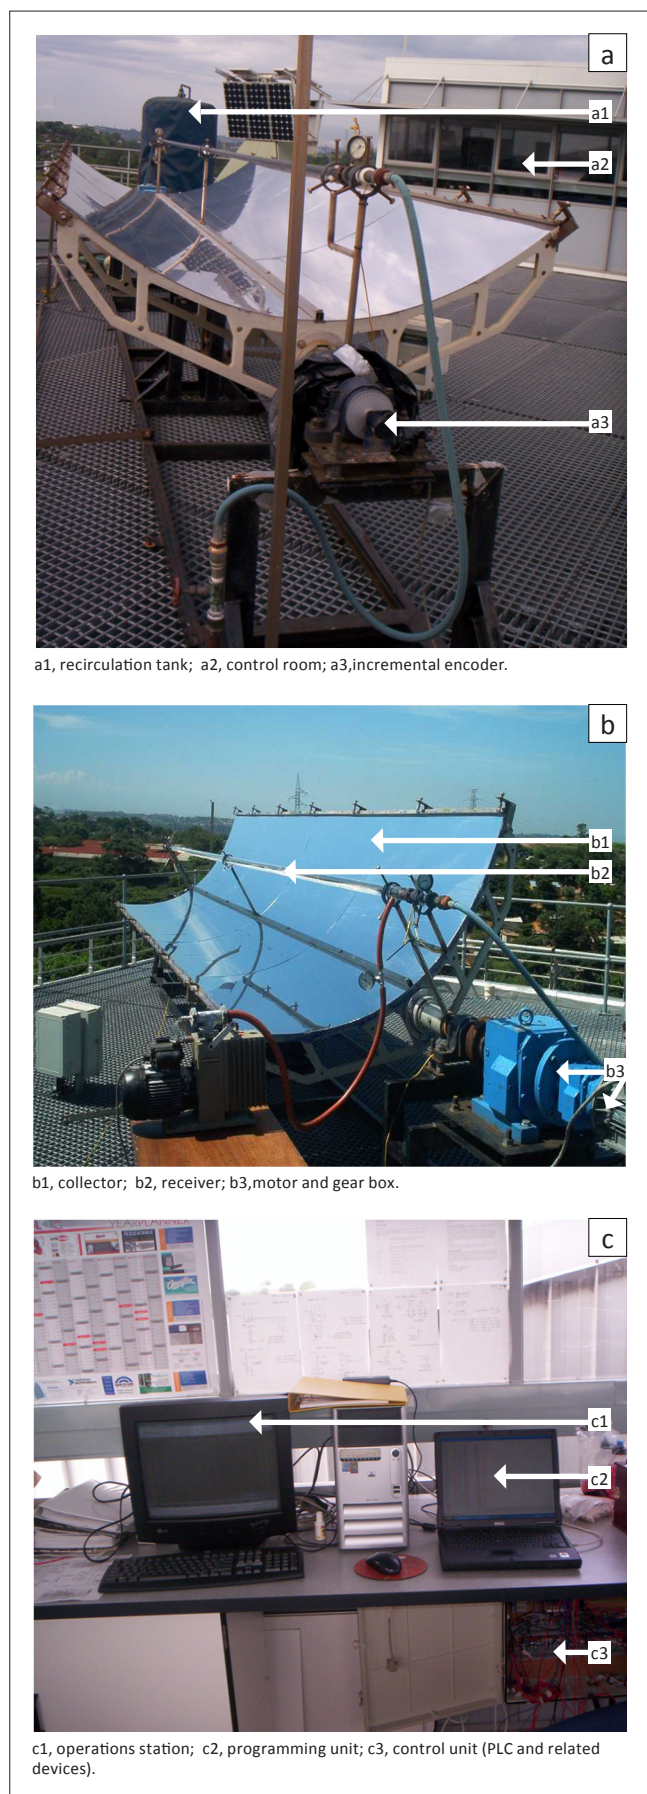 a
a1
a2
a3
a1, recirculation tank; a2, control room; a3,incremental encoder.
b
b1
b2
b3
b1, collector; b2, receiver; b3,motor and gear box.
c
YEARPLANNER
c1
c2
c3
c1, operations station; c2, programming unit; c3, control unit (PLC and related
devices).